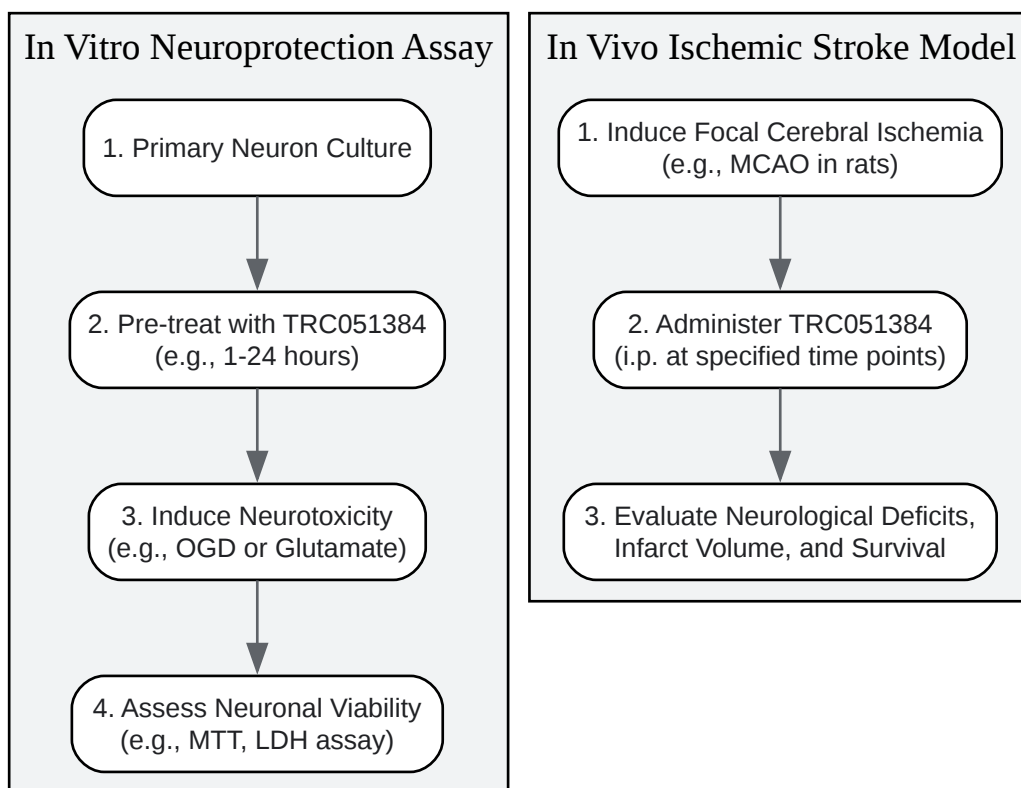 In Vitro Neuroprotection Assay
1. Primary Neuron Culture
2. Pre-treat with TRC051384
(e.g., 1-24 hours)
3. Induce Neurotoxicity
(e.g., OGD or Glutamate)
4. Assess Neuronal Viability
(e.g., MTT, LDH assay)
In Vivo Ischemic Stroke Model
1. Induce Focal Cerebral Ischemia
(e.g., MCAO in rats)
2. Administer TRC051384
(i.p. at specified time points)
3. Evaluate Neurological Deficits,
Infarct Volume, and Survival